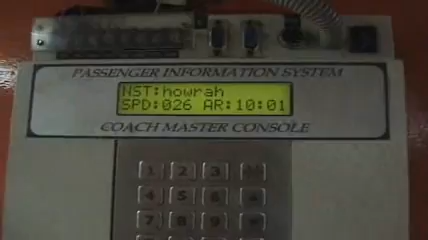 PASSENGER INFORMATION SYSTEM
NST:howrah
SPD:026 AR:10:01
COACH MASTER CONSOLE
1 2 3
4 5 6
7 8 9